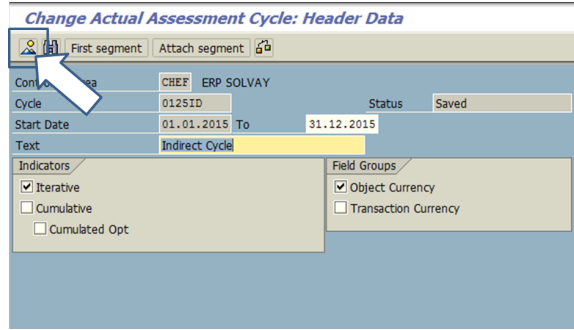 Change Actual Assessment Cycle: Header Data
First segment Attach segment
CHEF ERP SOLVAY
Cycle 0125ID Status Saved
Start Date 01.01.2015 To 31.12.2015
Text Indirect Cycle
Indicators Field Groups
Iterative Object Currency
Cumulative Transaction Currency
Cumulated Opt